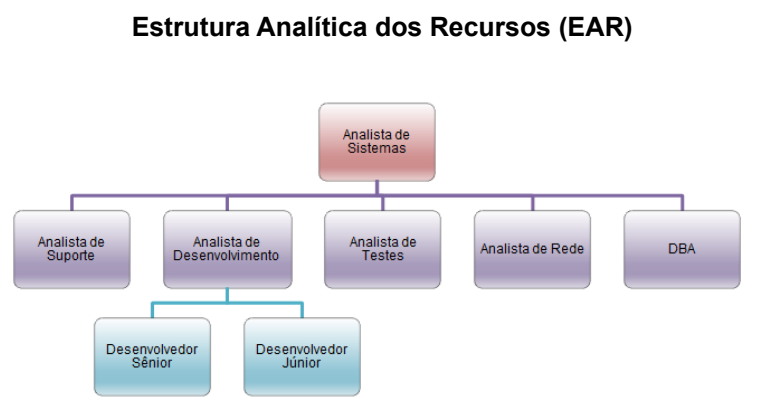 Estrutura Analítica dos Recursos (EAR)
Analista de
Sistemas
Analista de
Suporte
Analista de
Desenvolvimento
Analista de
Testes
Analista de Rede
DBA
Desenvolvedor
Sênior
Desenvolvedor
Júnior